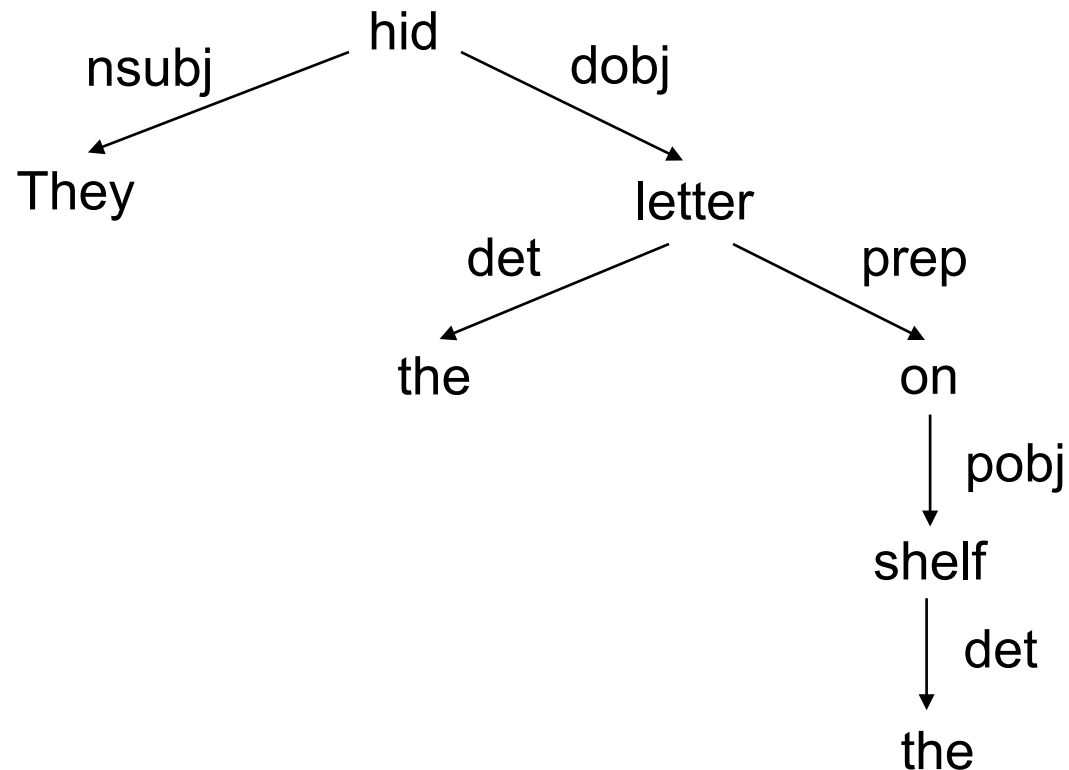 hid
nsubj dobj
They letter
det prep
the on
pobj
shelf
det
the